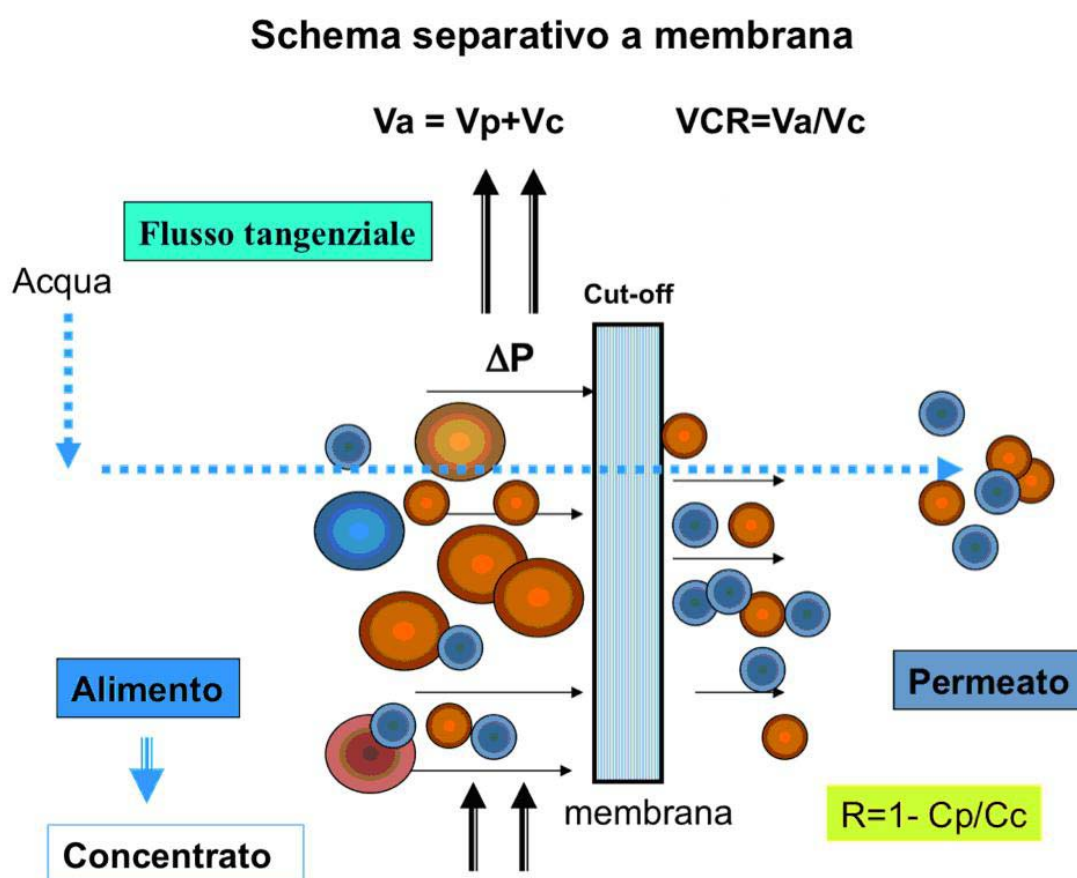 Schema separativo a membrana
Va = Vp+Vc
VCR=Va/Vc
Flusso tangenziale
Acqua
Cut-off
ΔP
Alimento
Permeato
membrana
R=1- Cp/Cc
Concentrato